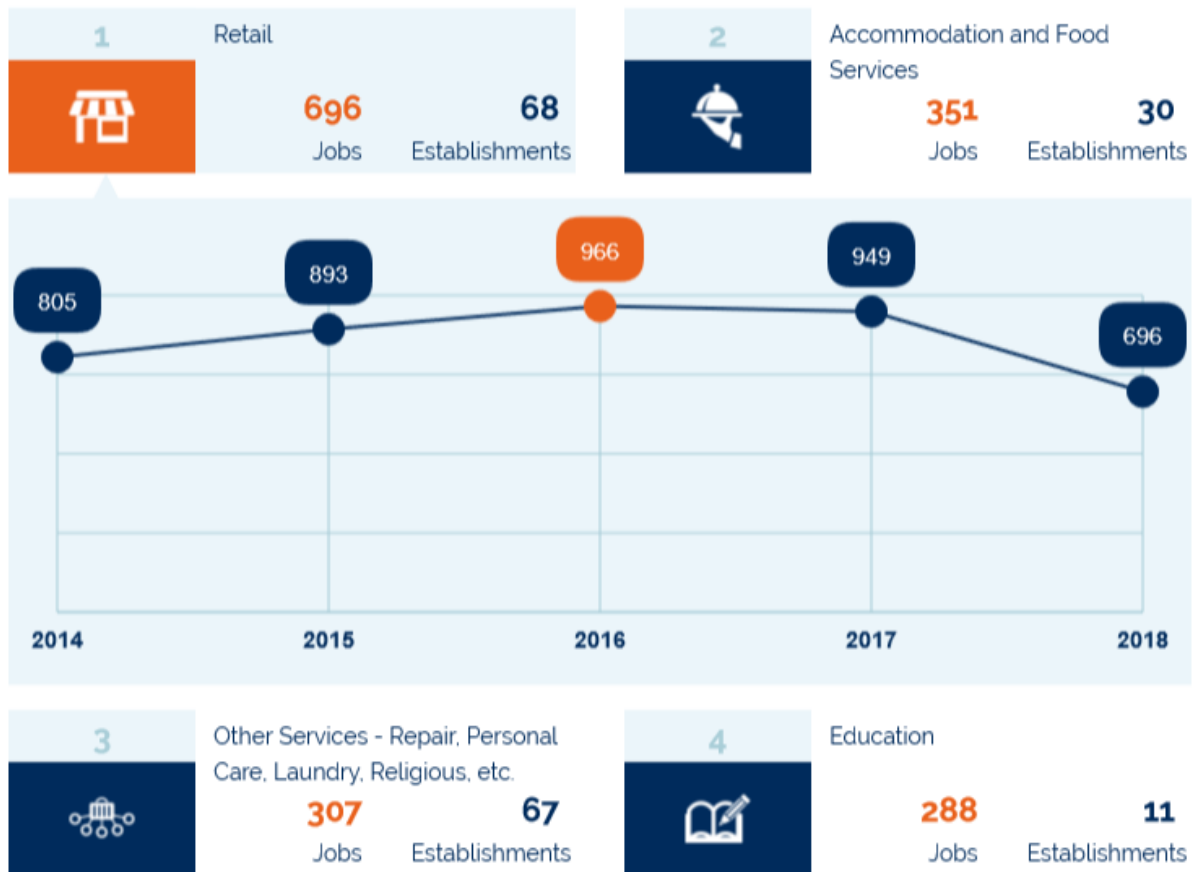 1
Retail
696
68
Jobs
Establishments
2
Accommodation and Food
Services
351
30
Jobs
Establishments
805
893
966
949
696
2014
2015
2016
2017
2018
3
Other Services - Repair, Personal
Care, Laundry, Religious, etc.
307
67
Jobs
Establishments
4
Education
288
11
Jobs
Establishments